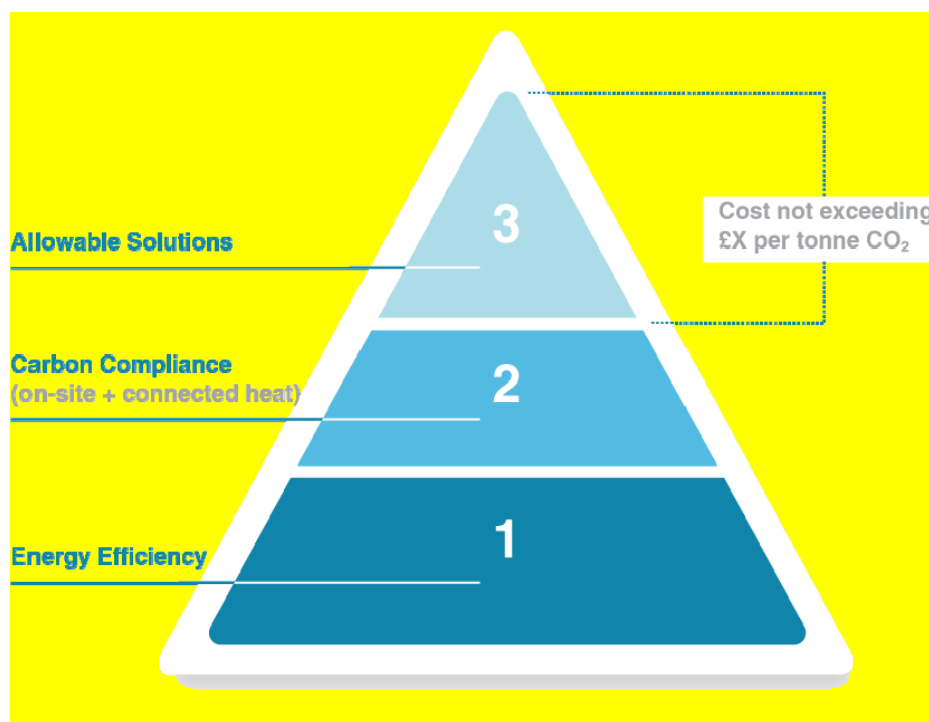 3
Allowable Solutions
Cost not exceeding
£X per tonne CO₂
Carbon Compliance
(on-site + connected heat)
2
Energy Efficiency
1